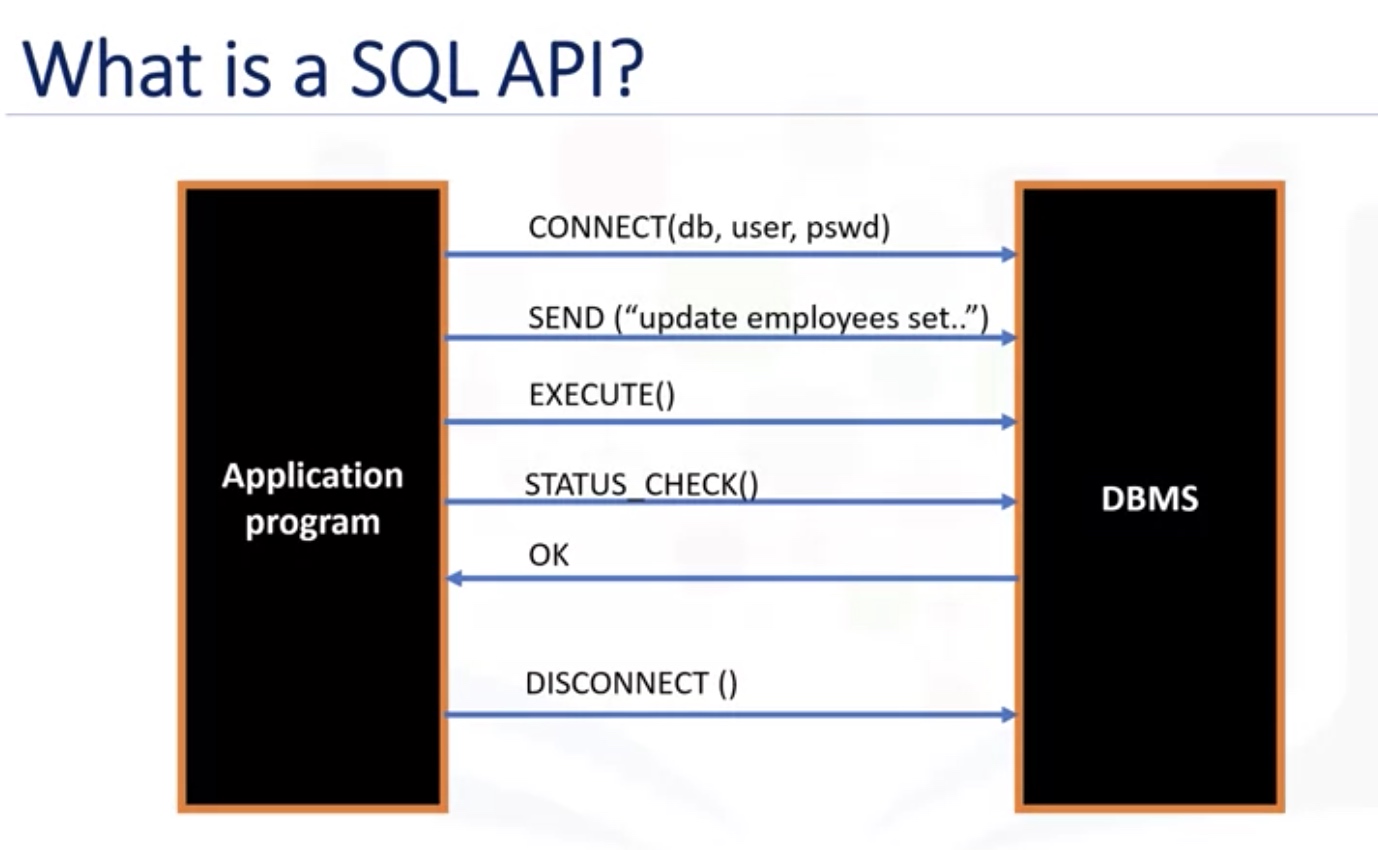 What is a SQL API?
CONNECT(db, user, pswd)
SEND (“update employees set..”)
EXECUTE()
STATUS_CHECK()
OK
DISCONNECT ()
Application
program
DBMS